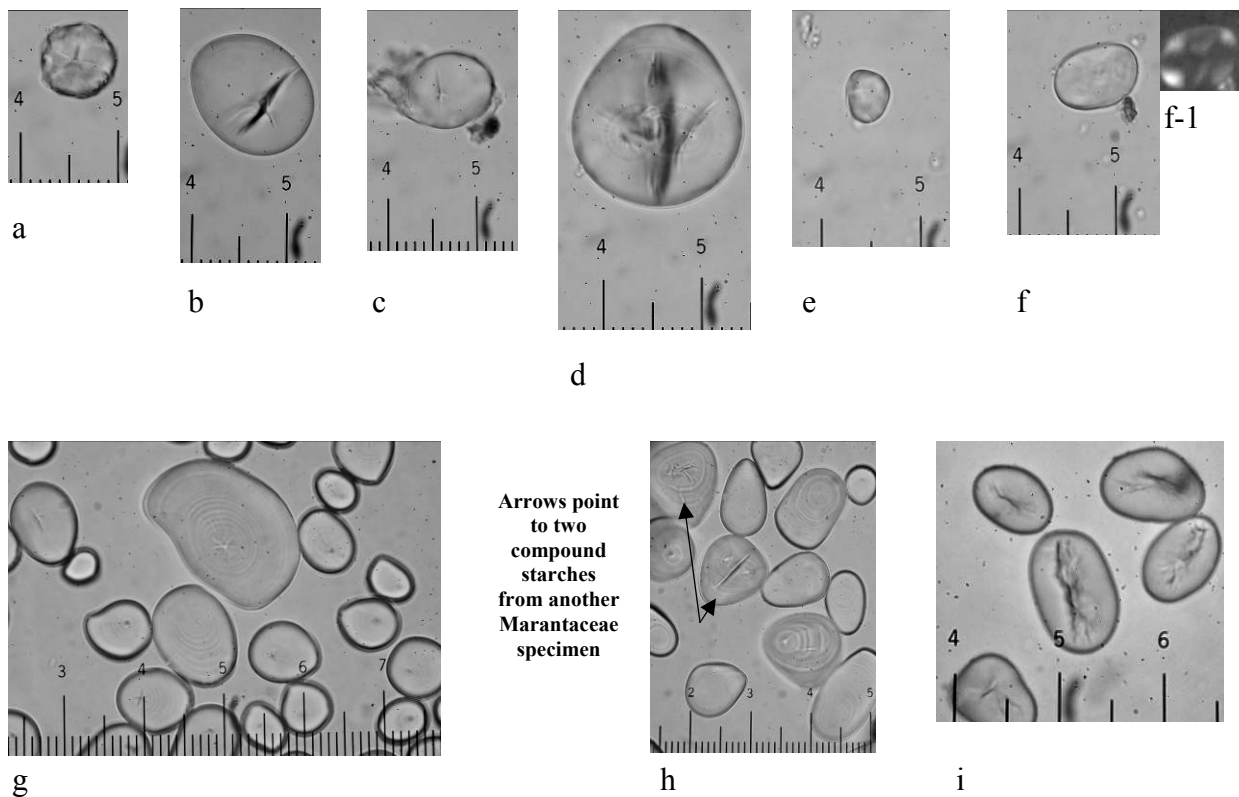 4 5
a
4 5
b
4 5
c
4 5
d
4 5
e
4 5
f
f-1
3 4 5 6 7
g
Arrows point
to two
compound
starches
from another
Marantaceae
specimen
2 3 4 5
h
4 5 6
i